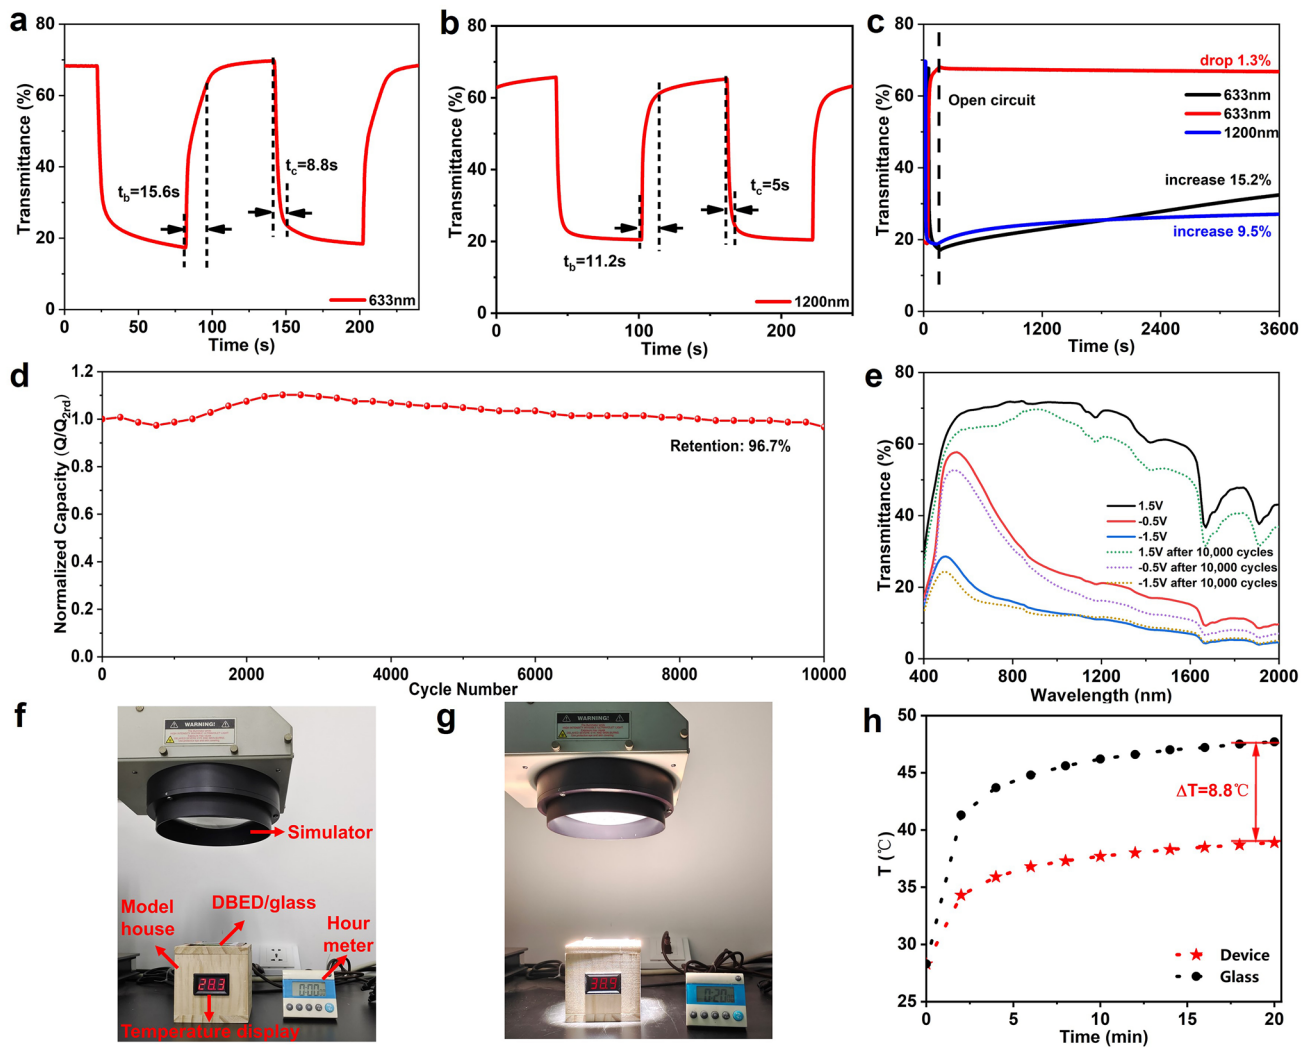 a
80
60
40
20
0
Transmittance (%)
t_b=15.6s
t_c=8.8s
633nm
0 50 100 150 200
Time (s)
b
80
60
40
20
0
Transmittance (%)
t_b=11.2s
t_c=5s
1200nm
0 100 200
Time (s)
c
80
60
40
20
0
Transmittance (%)
drop 1.3%
Open circuit
633nm
633nm
1200nm
increase 15.2%
increase 9.5%
0 1200 2400 3600
Time (s)
d
1.2
1.0
0.8
0.6
0.4
0.2
0.0
Normalized Capacity (Q/Q_2rd)
Retention: 96.7%
0 2000 4000 6000 8000 10000
Cycle Number
e
80
60
40
20
0
Transmittance (%)
1.5V
-0.5V
-1.5V
1.5V after 10,000 cycles
-0.5V after 10,000 cycles
-1.5V after 10,000 cycles
400 800 1200 1600 2000
Wavelength (nm)
f
WARNING!
Simulator
DBED/glass
Model
house
Hour
meter
28.3
0:00
Temperature display
g
WARNING!
38.9
0:20
h
50
45
40
35
30
25
T (℃)
ΔT=8.8℃
Device
Glass
0 5 10 15 20
Time (min)